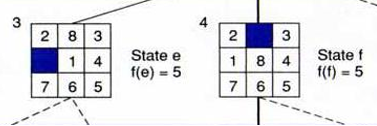 3
2 8 3
1 4
7 6 5
State e
f(e) = 5
4
2 3
1 8 4
7 6 5
State f
f(f) = 5